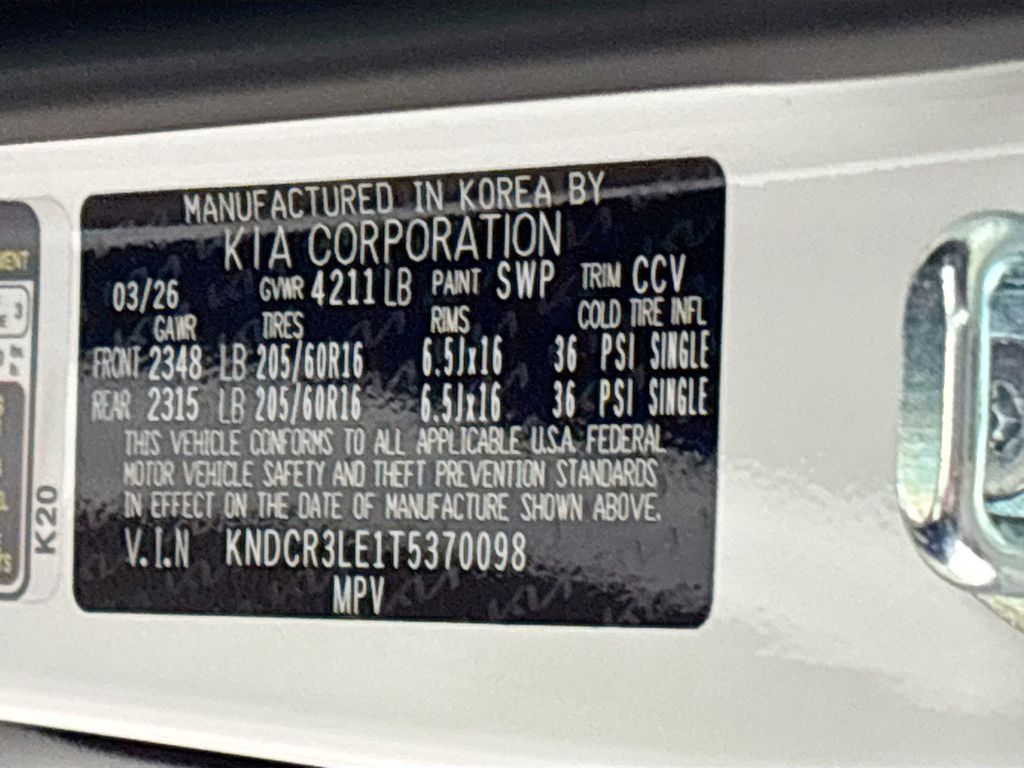 MANUFACTURED IN KOREA BY
KIA CORPORATION
03/26 GVWR 4211 LB PAINT SWP TRIM CCV
GAWR TIRES RIMS COLD TIRE INFL
FRONT 2348 LB 205/60R16 6.5Jx16 36 PSI SINGLE
REAR 2315 LB 205/60R16 6.5Jx16 36 PSI SINGLE
THIS VEHICLE CONFORMS TO ALL APPLICABLE U.S.A. FEDERAL
MOTOR VEHICLE SAFETY AND THEFT PREVENTION STANDARDS
IN EFFECT ON THE DATE OF MANUFACTURE SHOWN ABOVE.
V.I.N KNDCR3LE1T5370098
MPV
K20
3